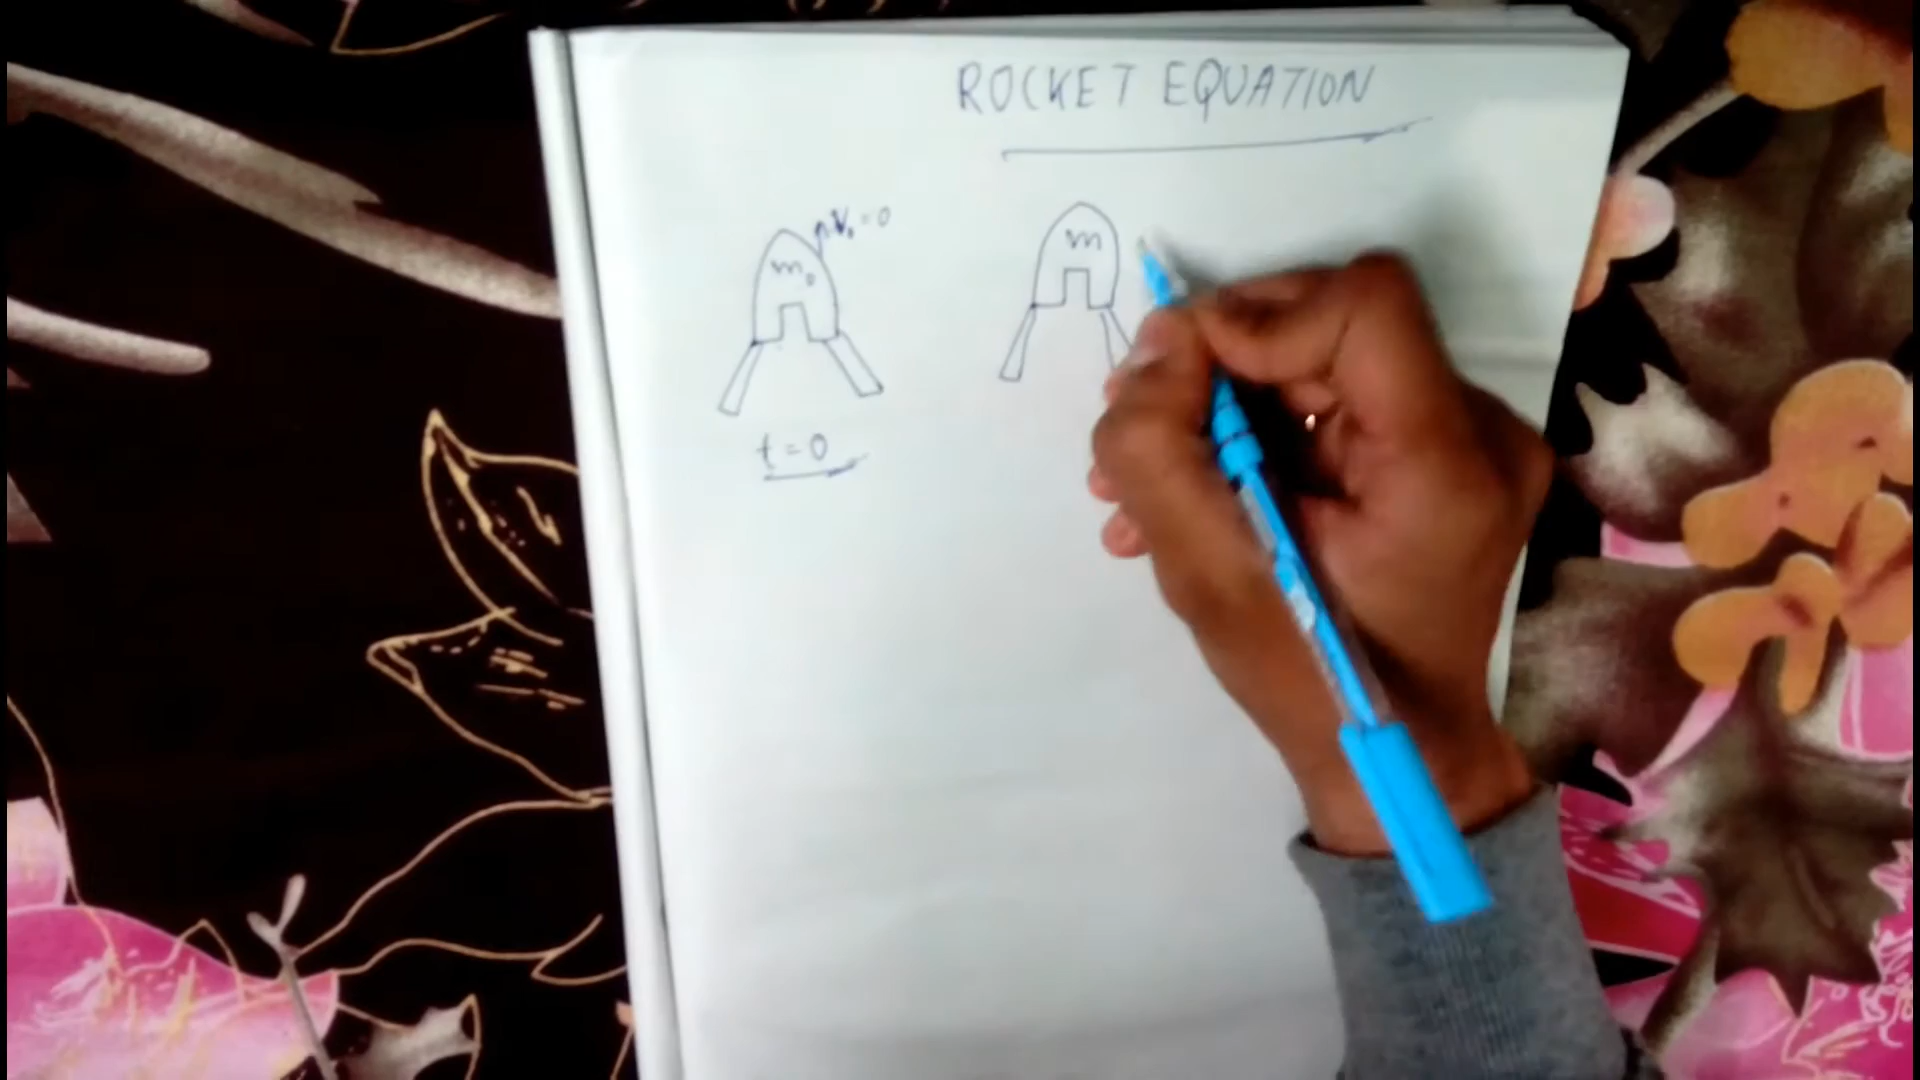 ROCKET EQUATION
V₀ = 0
m₀
m
t = 0